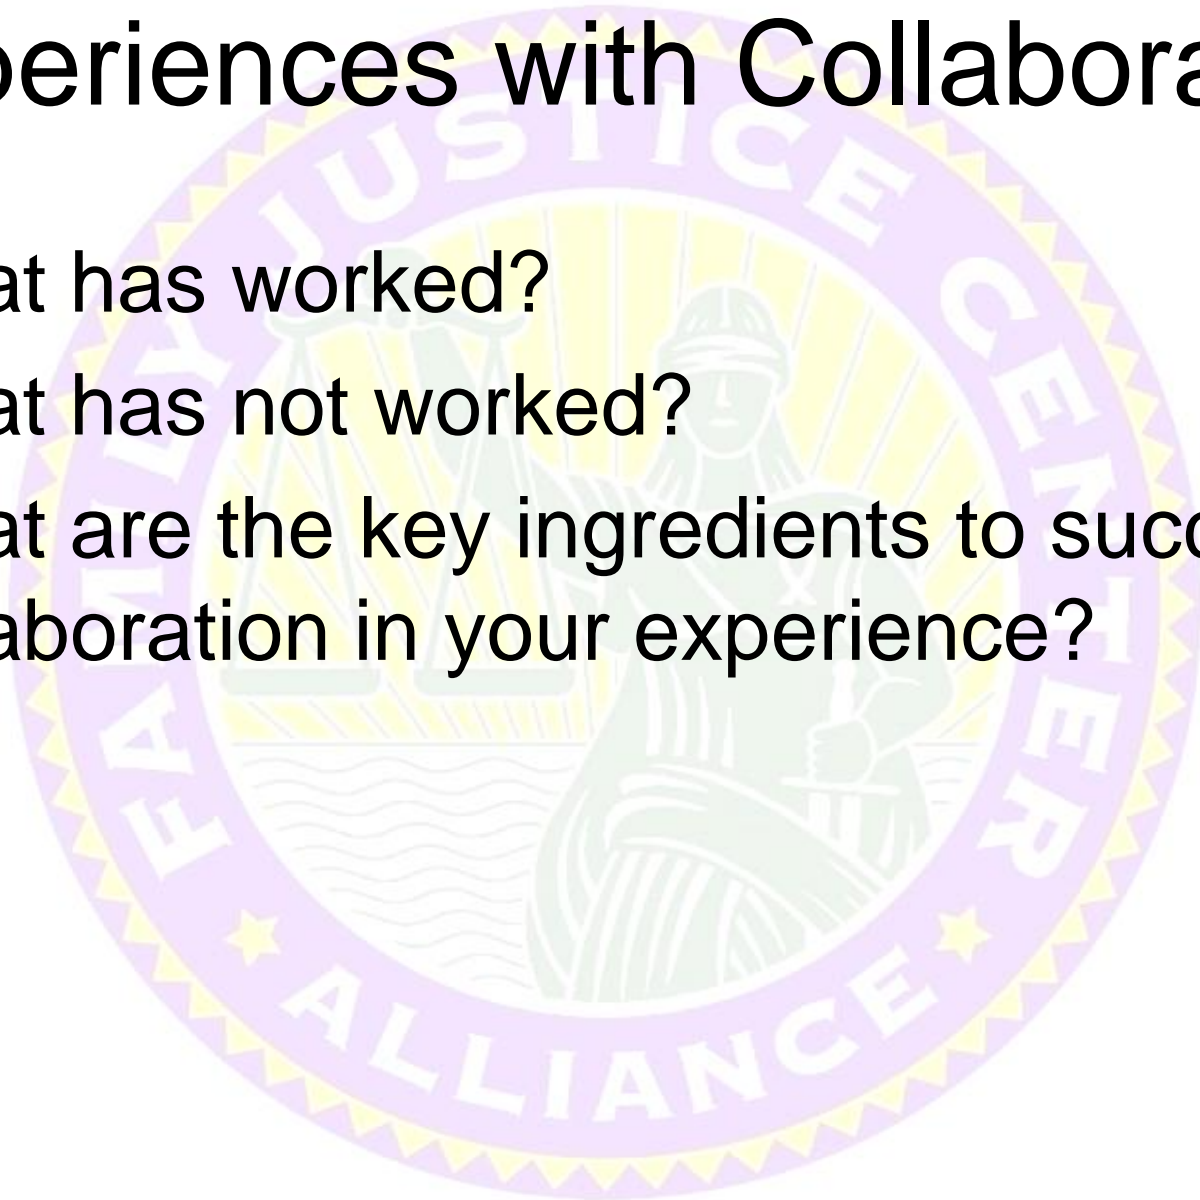 periences with Collabora
at has worked?
at has not worked?
at are the key ingredients to succ
aboration in your experience?
FAMILY JUSTICE CENTER
ALLIANCE